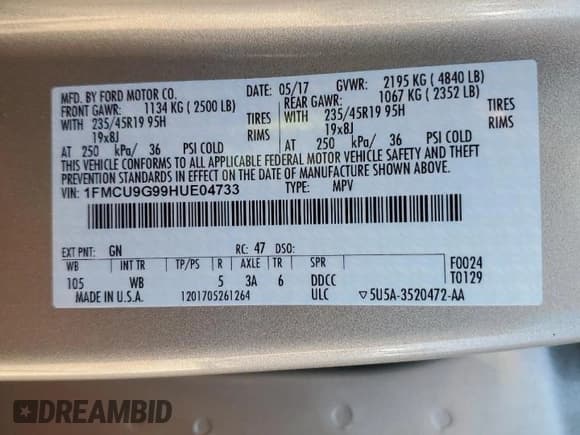 MFD. BY FORD MOTOR CO. DATE: 05/17 GVWR: 2195 KG ( 4840 LB)
FRONT GAWR: 1134 KG ( 2500 LB) REAR GAWR: 1067 KG ( 2352 LB)
WITH 235/45R19 95H TIRES WITH 235/45R19 95H TIRES
19x8J RIMS 19x8J RIMS
AT 250 kPa/ 36 PSI COLD AT 250 kPa/ 36 PSI COLD
THIS VEHICLE CONFORMS TO ALL APPLICABLE FEDERAL MOTOR VEHICLE SAFETY AND THEFT
PREVENTION STANDARDS IN EFFECT ON THE DATE OF MANUFACTURE SHOWN ABOVE.
VIN: 1FMCU9G99HUE04733 TYPE: MPV
EXT PNT: GN RC: 47 DSO:
WB INT TR TP/PS R AXLE TR SPR F0024
105 WB 5 3A 6 DDCC T0129
MADE IN U.S.A. 1201705261264 ULC ▽5U5A-3520472-AA
DREAMBID